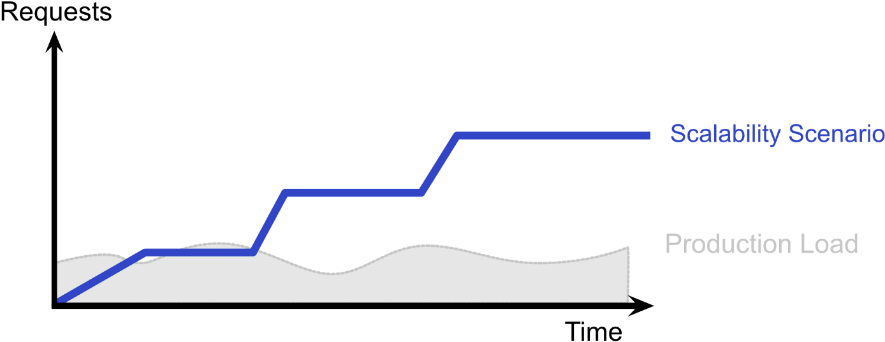 Requests
Scalability Scenario
Production Load
Time